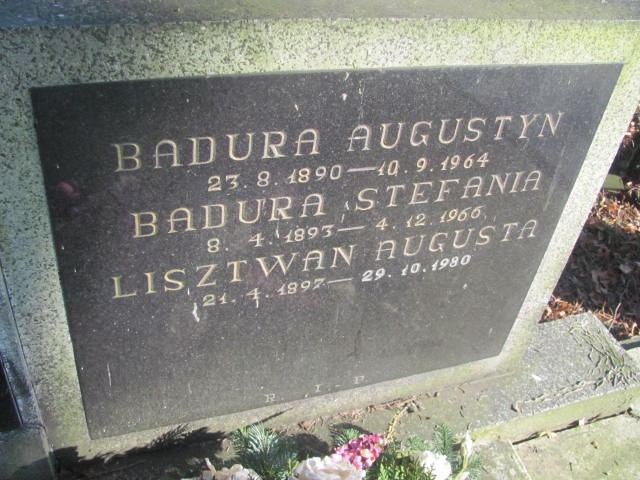 BADURA AUGUSTYN
23. 8. 1890 — 10. 9. 1964
BADURA STEFANIA
8. 4. 1893 — 4. 12. 1966
LISZTWAN AUGUSTA
21. 4. 1897 — 29. 10. 1980
R. I. P